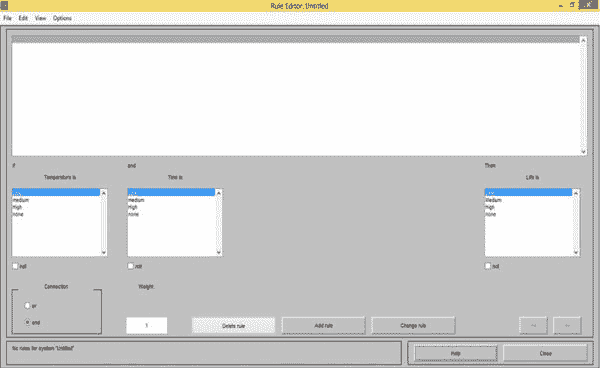 Rule Editor: Untitled
File Edit View Options
If and Then
Temperature is Time is Life is
medium medium Medium
High High High
none none none
not not not
Connection Weight:
or
and
1 Delete rule Add rule Change rule
No rules for system "Untitled"
Help Close